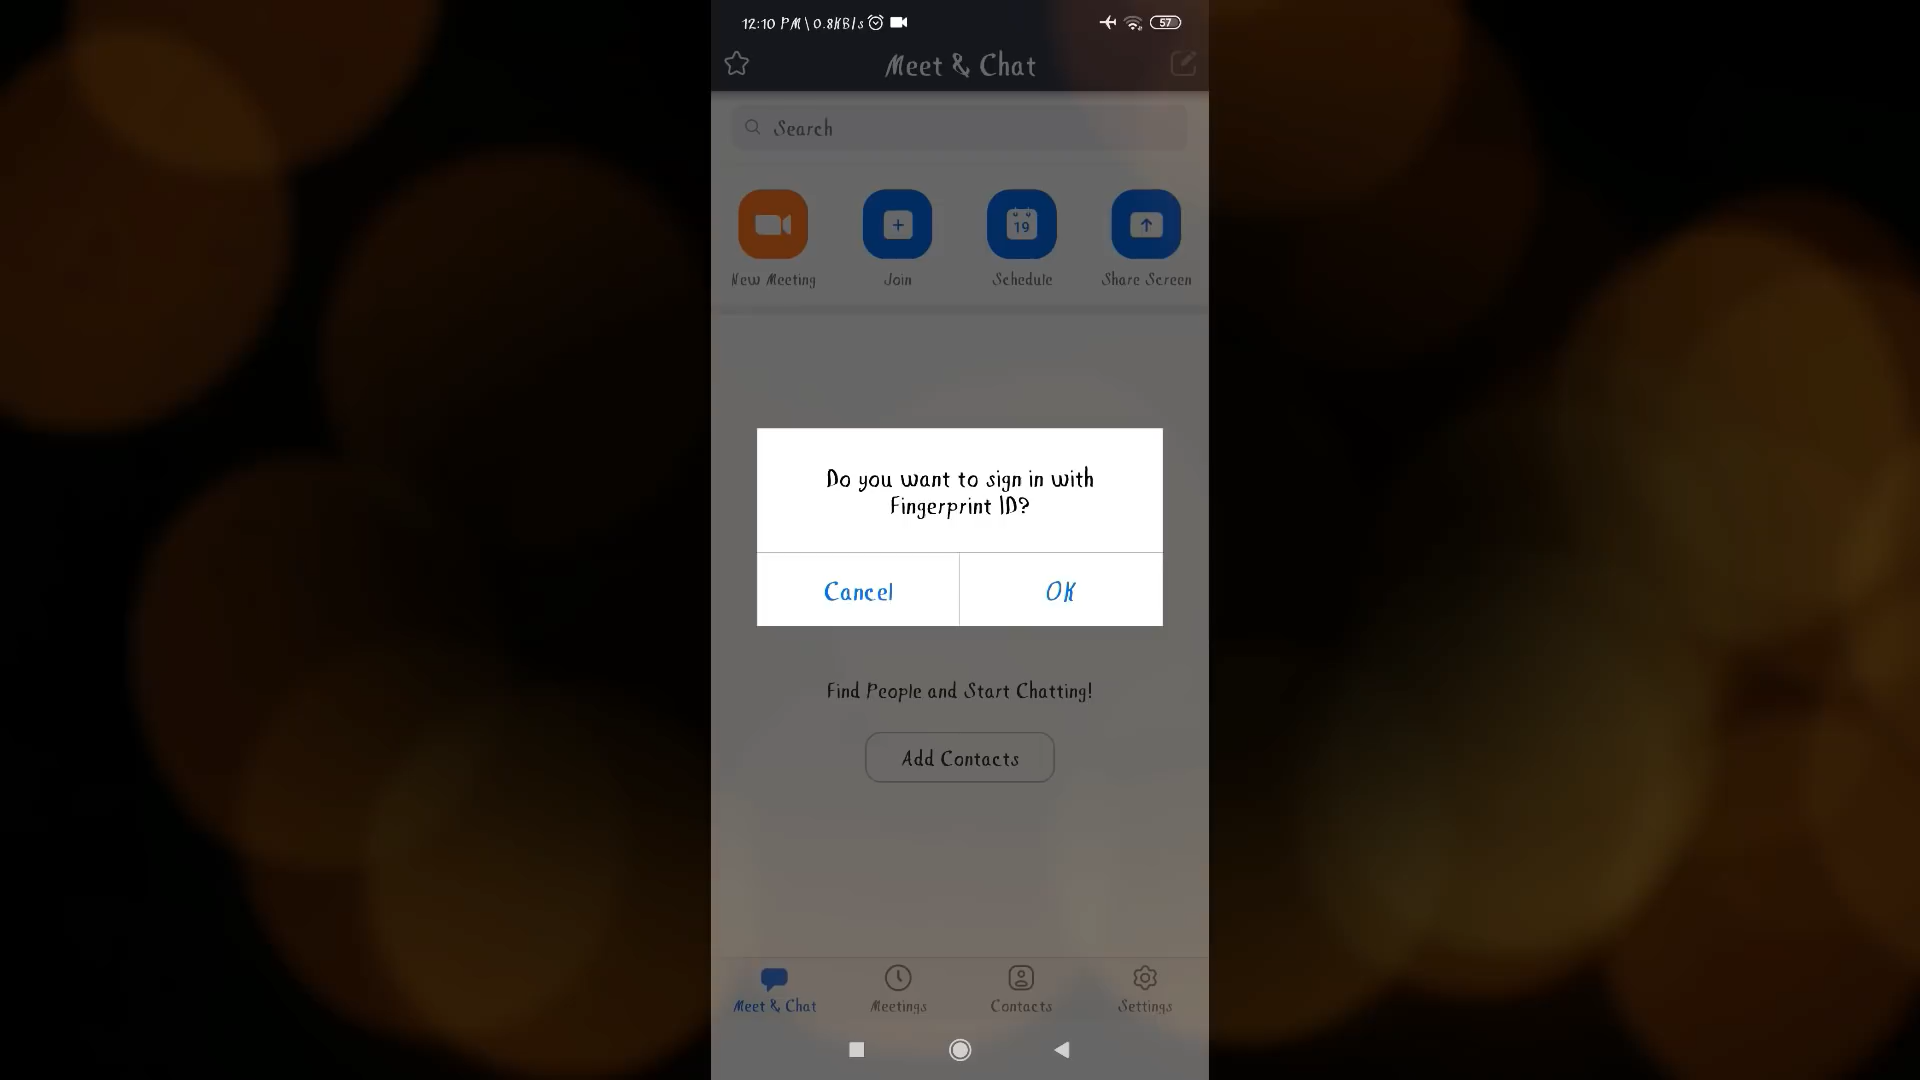 12:10 PM \ 0.8KB/s
57
Meet & Chat
Search
19
New Meeting
Join
Schedule
Share Screen
Do you want to sign in with
Fingerprint ID?
Cancel
OK
Find People and Start Chatting!
Add Contacts
Meet & Chat
Meetings
Contacts
Settings